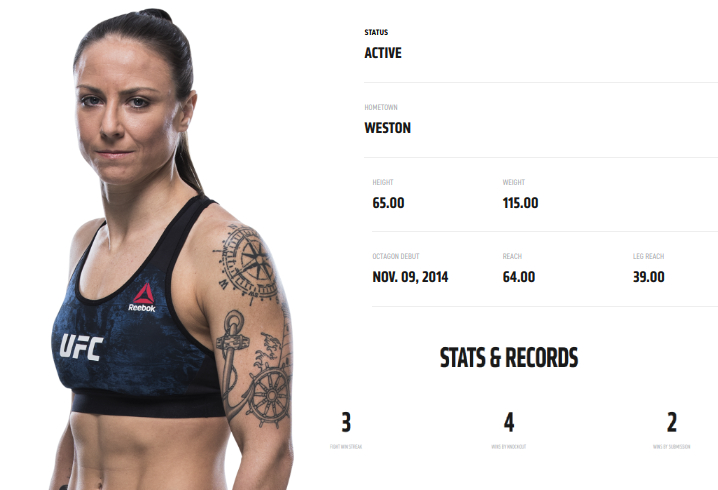 STATUS
ACTIVE
HOMETOWN
WESTON
HEIGHT
WEIGHT
65.00
115.00
OCTAGON DEBUT
REACH
LEG REACH
NOV. 09, 2014
64.00
39.00
Reebok
UFC
STATS & RECORDS
3
4
2
FIGHT WIN STREAK
WINS BY KNOCKOUT
WINS BY SUBMISSION